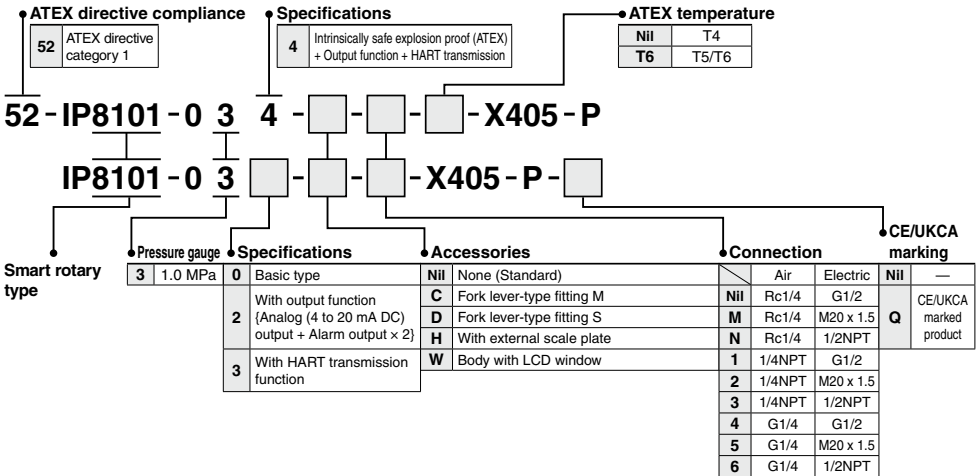 ATEX directive compliance
52 ATEX directive category 1
Specifications
4 Intrinsically safe explosion proof (ATEX) + Output function + HART transmission
ATEX temperature
Nil T4
T6 T5/T6
52-IP8101-0 3 4 - - - -X405-P
IP8101-0 3 - - -X405-P-
Smart rotary type
Pressure gauge
3 1.0 MPa
Specifications
0 Basic type
2 With output function {Analog (4 to 20 mA DC) output + Alarm output × 2}
3 With HART transmission function
Accessories
Nil None (Standard)
C Fork lever-type fitting M
D Fork lever-type fitting S
H With external scale plate
W Body with LCD window
Connection
Air Electric
Nil Rc1/4 G1/2
M Rc1/4 M20 x 1.5
N Rc1/4 1/2NPT
1 1/4NPT G1/2
2 1/4NPT M20 x 1.5
3 1/4NPT 1/2NPT
4 G1/4 G1/2
5 G1/4 M20 x 1.5
6 G1/4 1/2NPT
CE/UKCA marking
Nil —
Q CE/UKCA marked product